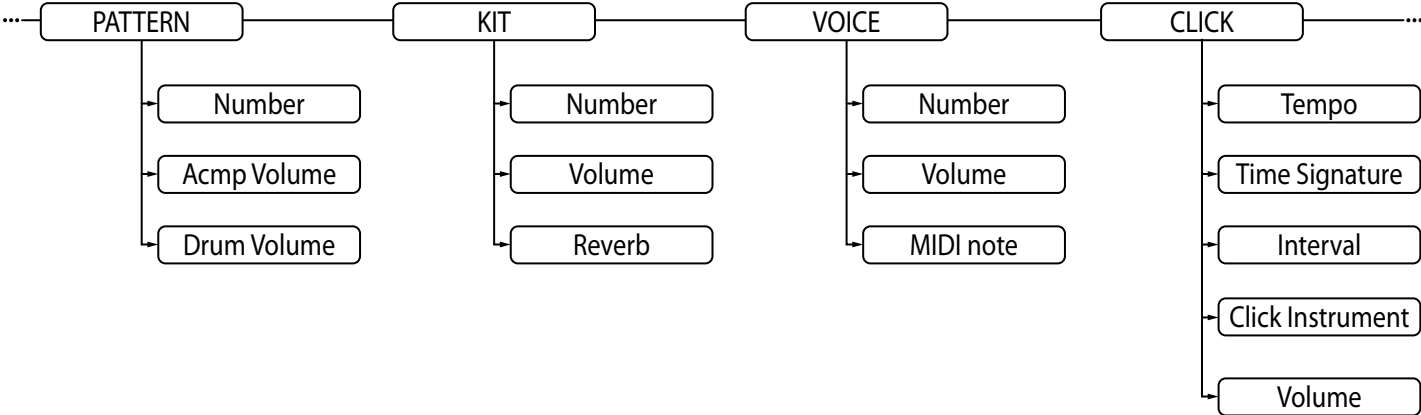 ... PATTERN KIT VOICE CLICK ...
Number Number Number Tempo
Acmp Volume Volume Volume Time Signature
Drum Volume Reverb MIDI note Interval
Click Instrument
Volume